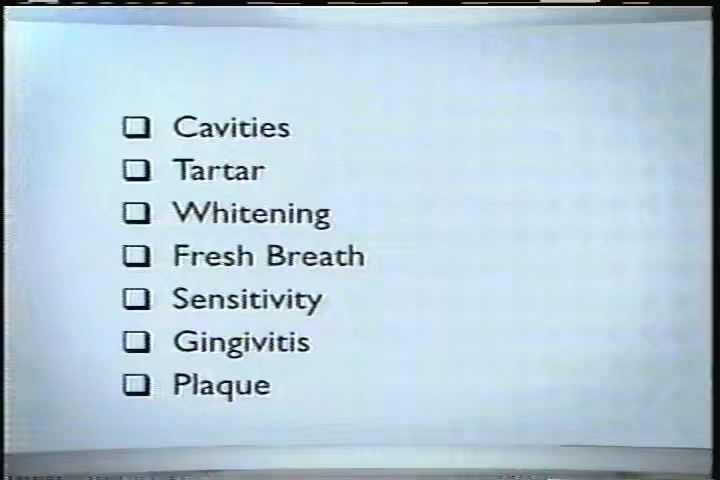 Cavities
Tartar
Whitening
Fresh Breath
Sensitivity
Gingivitis
Plaque